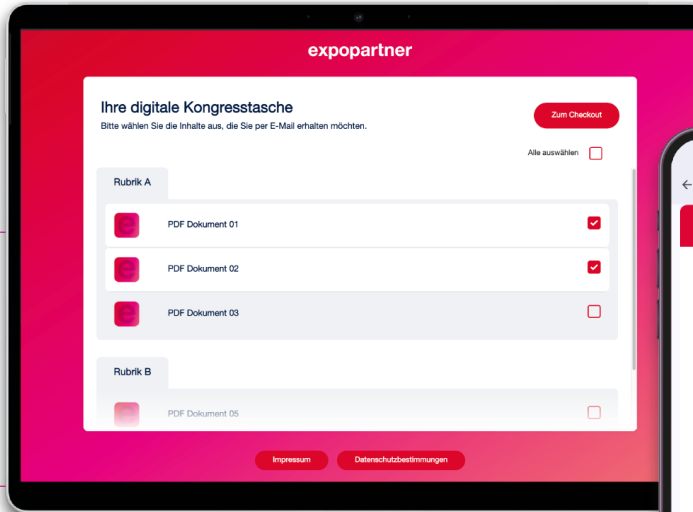 expopartner
Ihre digitale Kongresstasche
Bitte wählen Sie die Inhalte aus, die Sie per E-Mail erhalten möchten.
Zum Checkout
Alle auswählen
Rubrik A
e PDF Dokument 01
e PDF Dokument 02
e PDF Dokument 03
Rubrik B
e PDF Dokument 05
Impressum Datenschutzbestimmungen